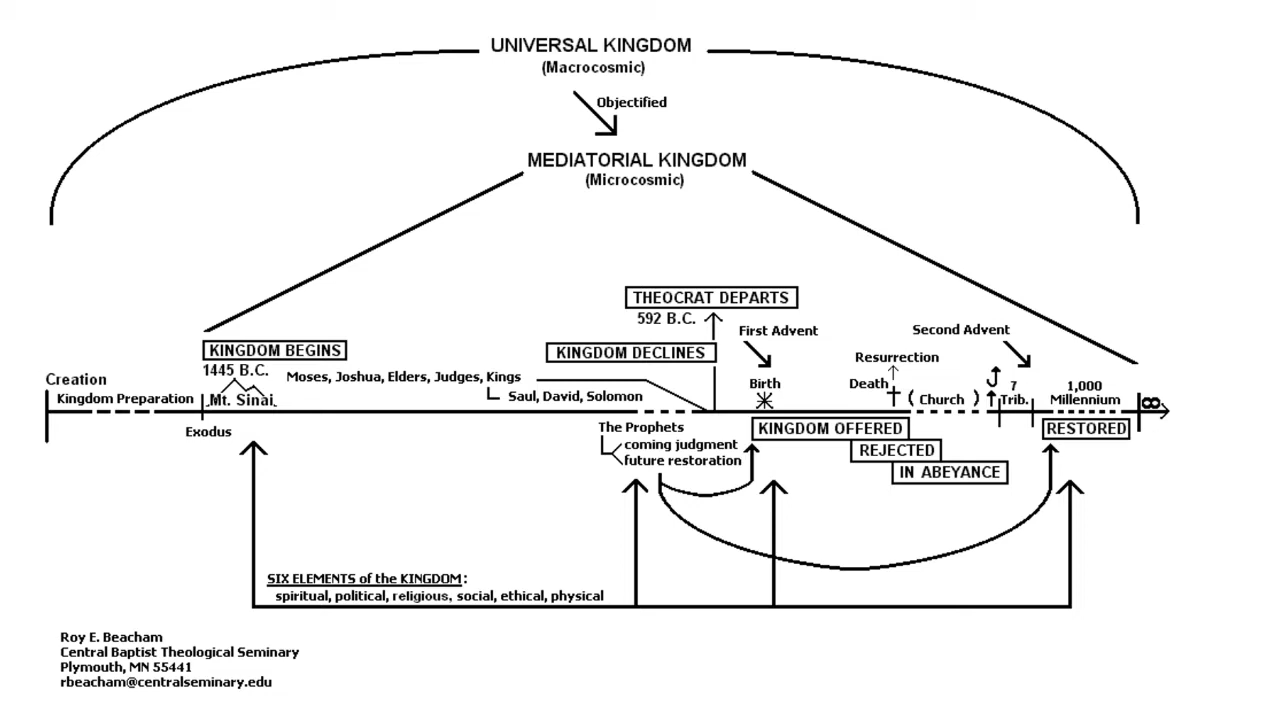 UNIVERSAL KINGDOM
(Macrocosmic)
Objectified
MEDIATORIAL KINGDOM
(Microcosmic)
THEOCRAT DEPARTS
592 B.C.
First Advent
Second Advent
KINGDOM BEGINS
KINGDOM DECLINES
1445 B.C.
Resurrection
Creation
Moses, Joshua, Elders, Judges, Kings
Birth
Death
7
1,000
Kingdom Preparation
Mt. Sinai
Saul, David, Solomon
( Church )
Trib.
Millennium
∞
Exodus
The Prophets
KINGDOM OFFERED
RESTORED
coming judgment
REJECTED
future restoration
IN ABEYANCE
SIX ELEMENTS of the KINGDOM:
spiritual, political, religious, social, ethical, physical
Roy E. Beacham
Central Baptist Theological Seminary
Plymouth, MN 55441
rbeacham@centralseminary.edu